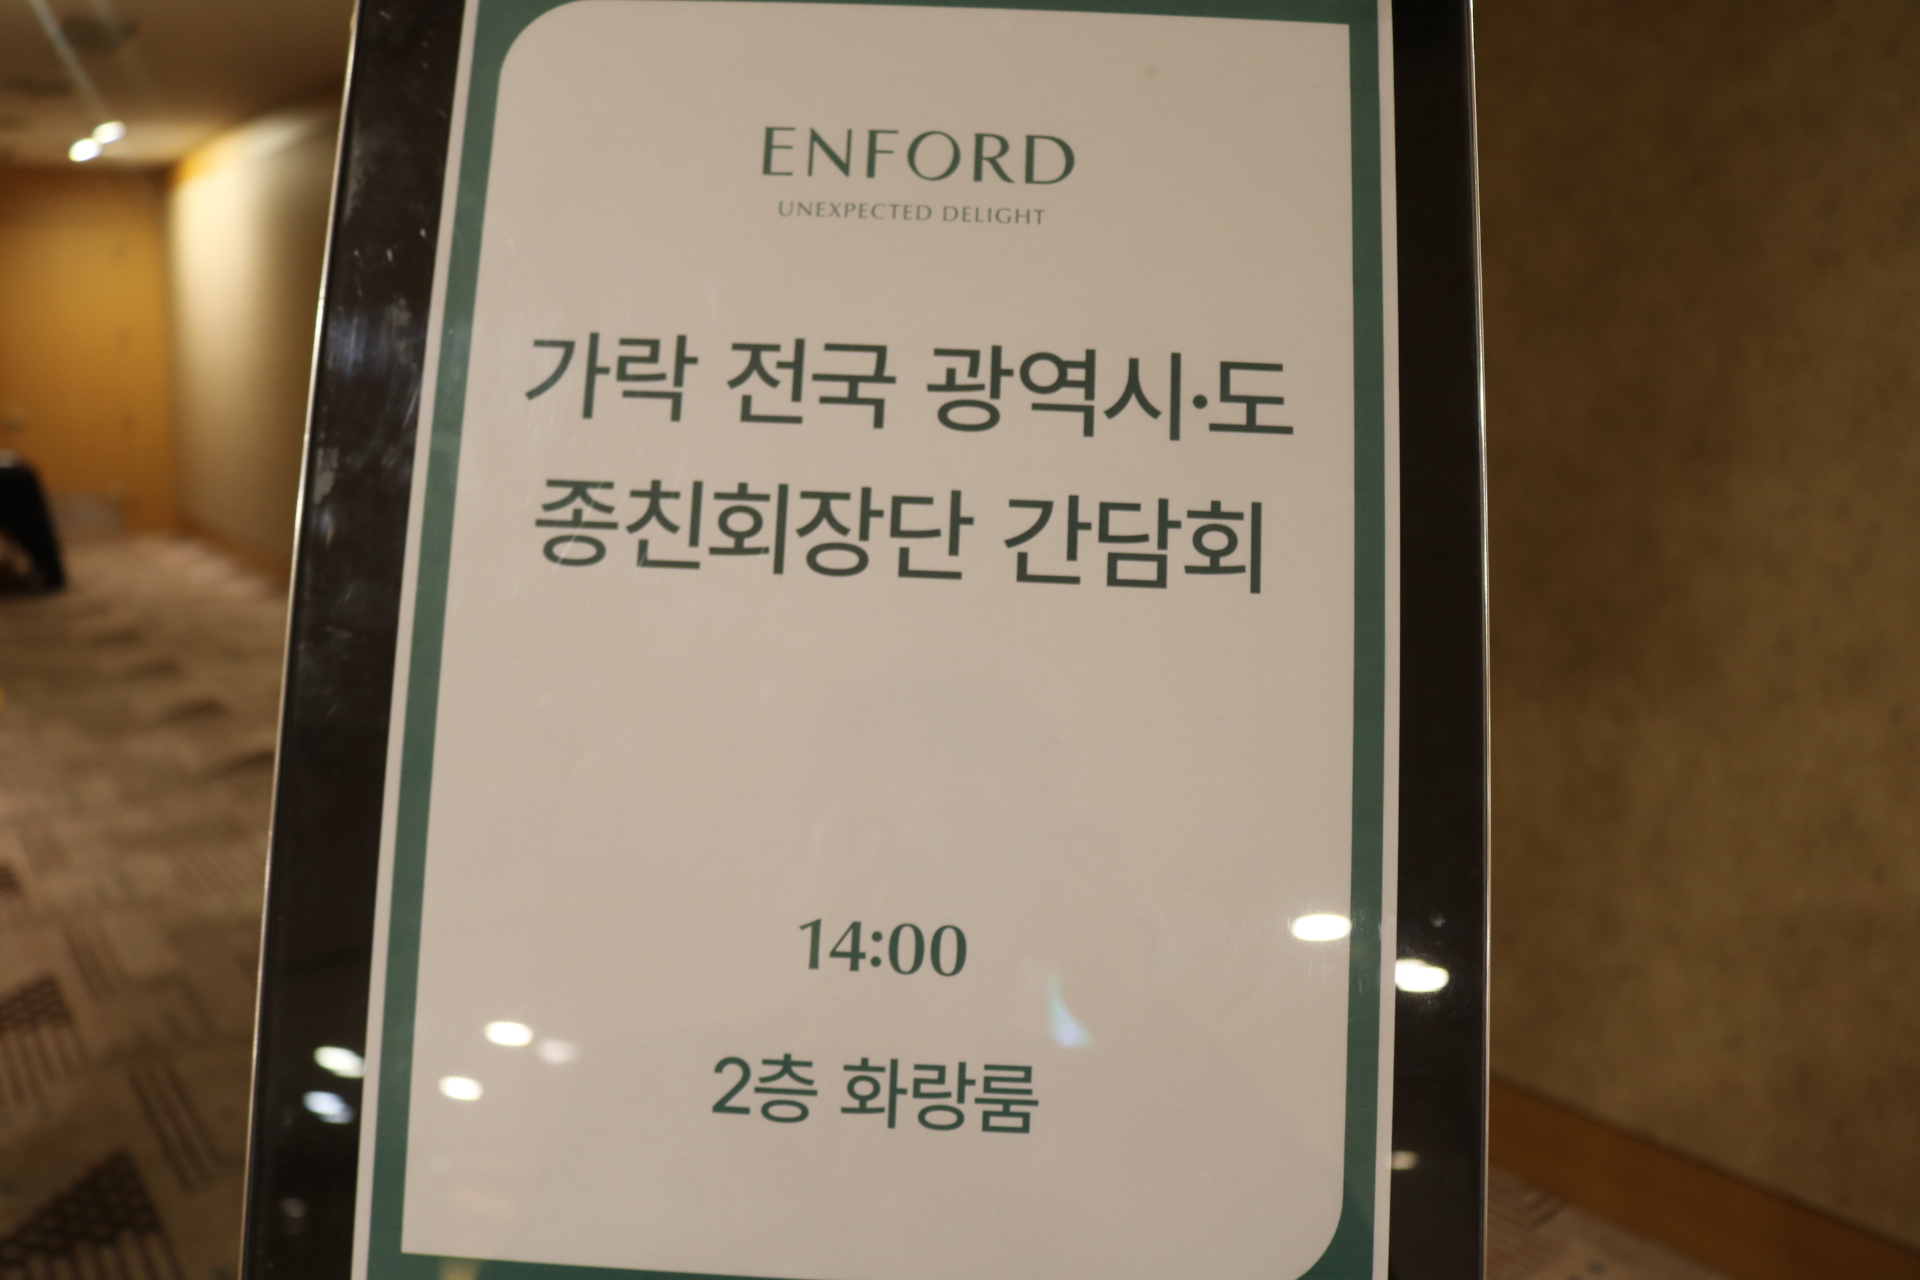 ENFORD
UNEXPECTED DELIGHT
가락 전국 광역시·도
종친회장단 간담회
14:00
2층 화랑룸